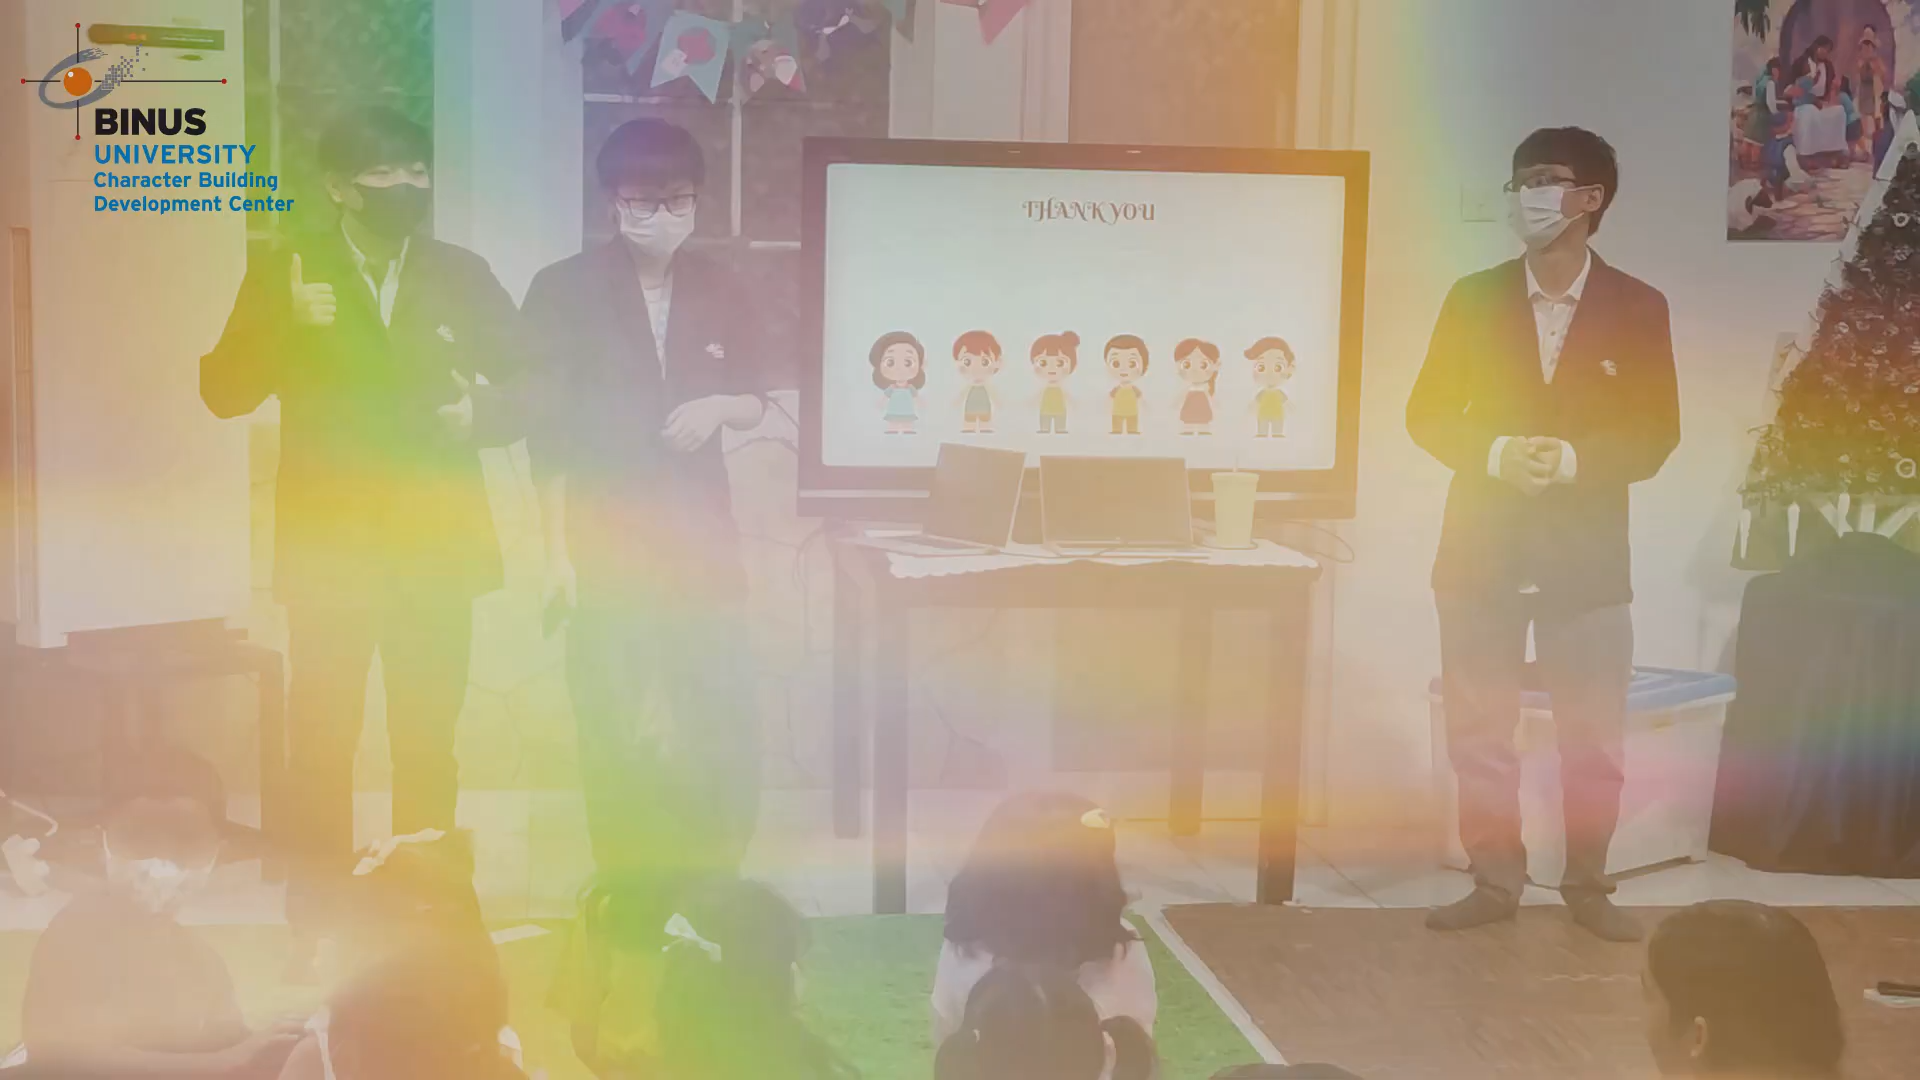 BINUS
UNIVERSITY
Character Building
Development Center
THANK YOU